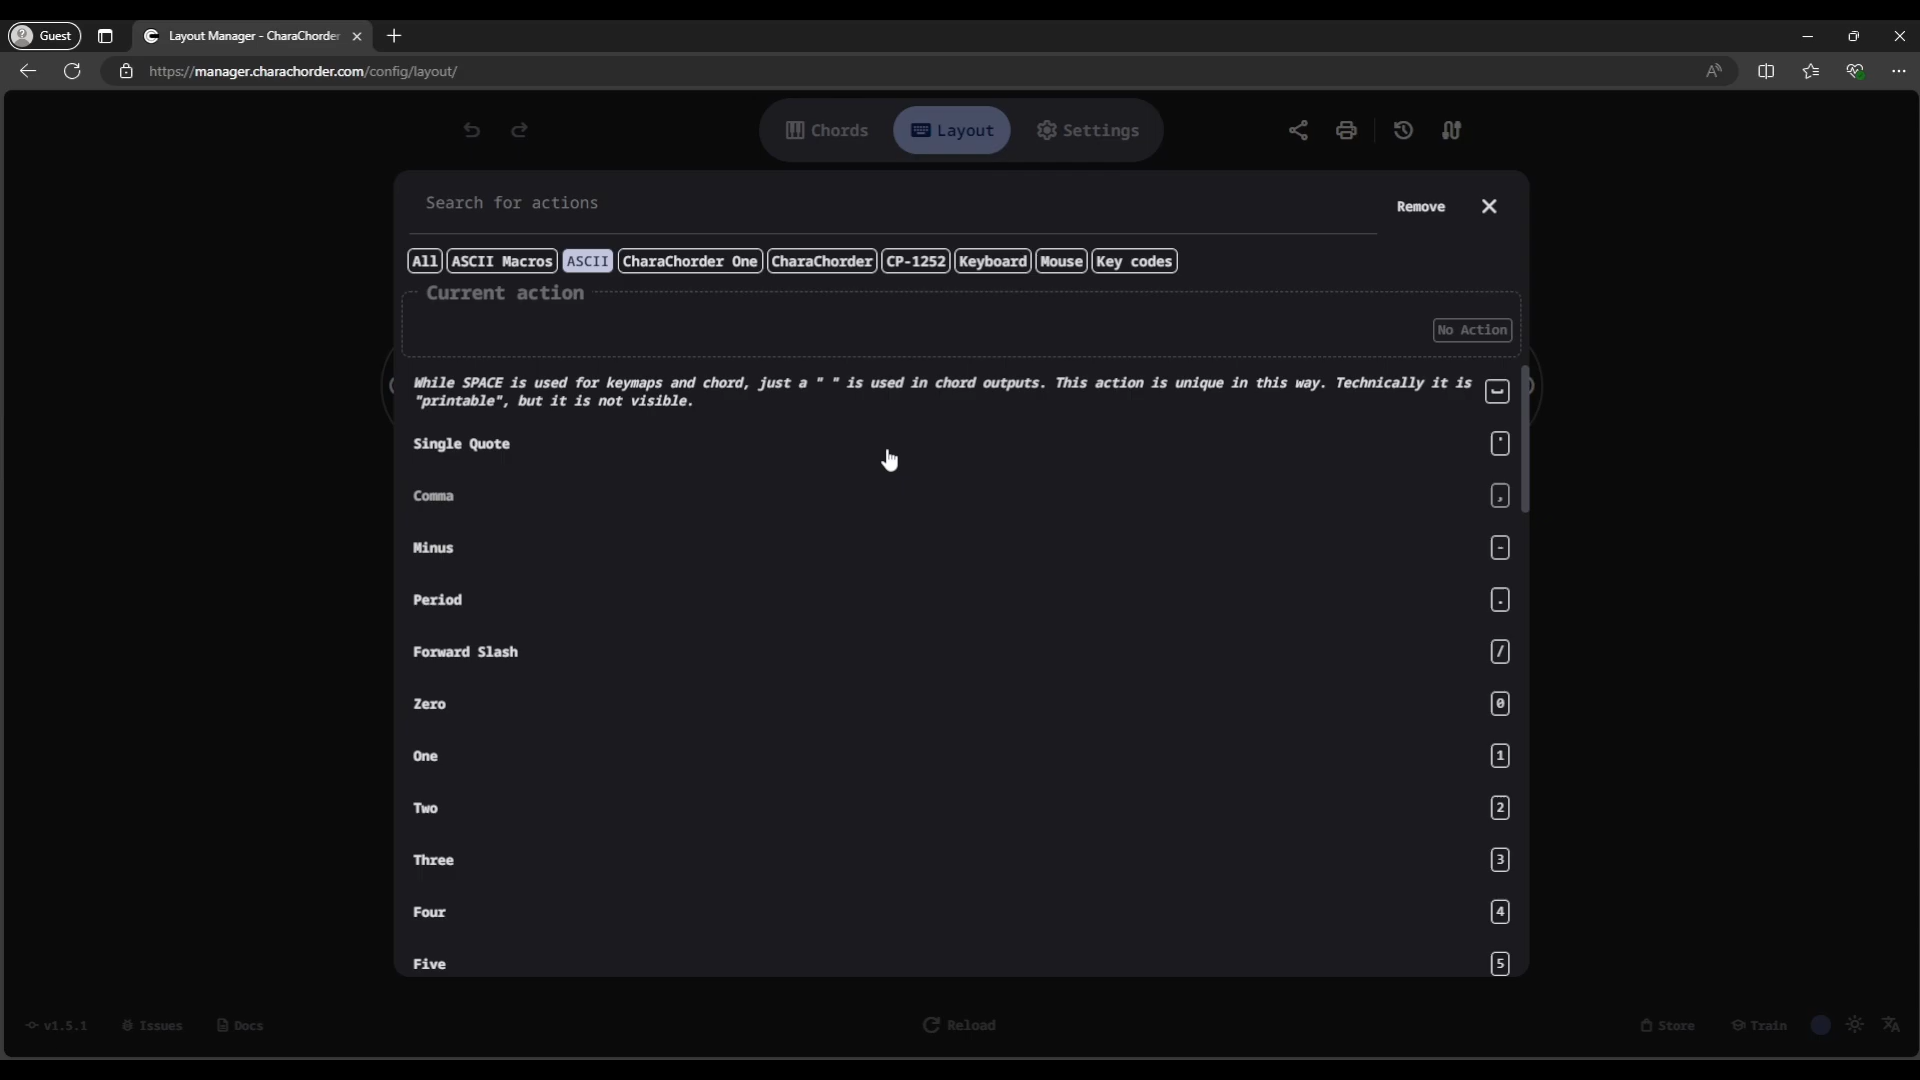 Guest
Layout Manager - CharaChorder
https://manager.charachorder.com/config/layout/
Chords
Layout
Settings
Search for actions
Remove
All ASCII Macros ASCII CharaChorder One CharaChorder CP-1252 Keyboard Mouse Key codes
Current action
No Action
While SPACE is used for keymaps and chord, just a " " is used in chord outputs. This action is unique in this way. Technically it is
"printable", but it is not visible.
Single Quote '
Comma ,
Minus -
Period .
Forward Slash /
Zero 0
One 1
Two 2
Three 3
Four 4
Five 5
v1.5.1 Issues Docs Reload Store Train